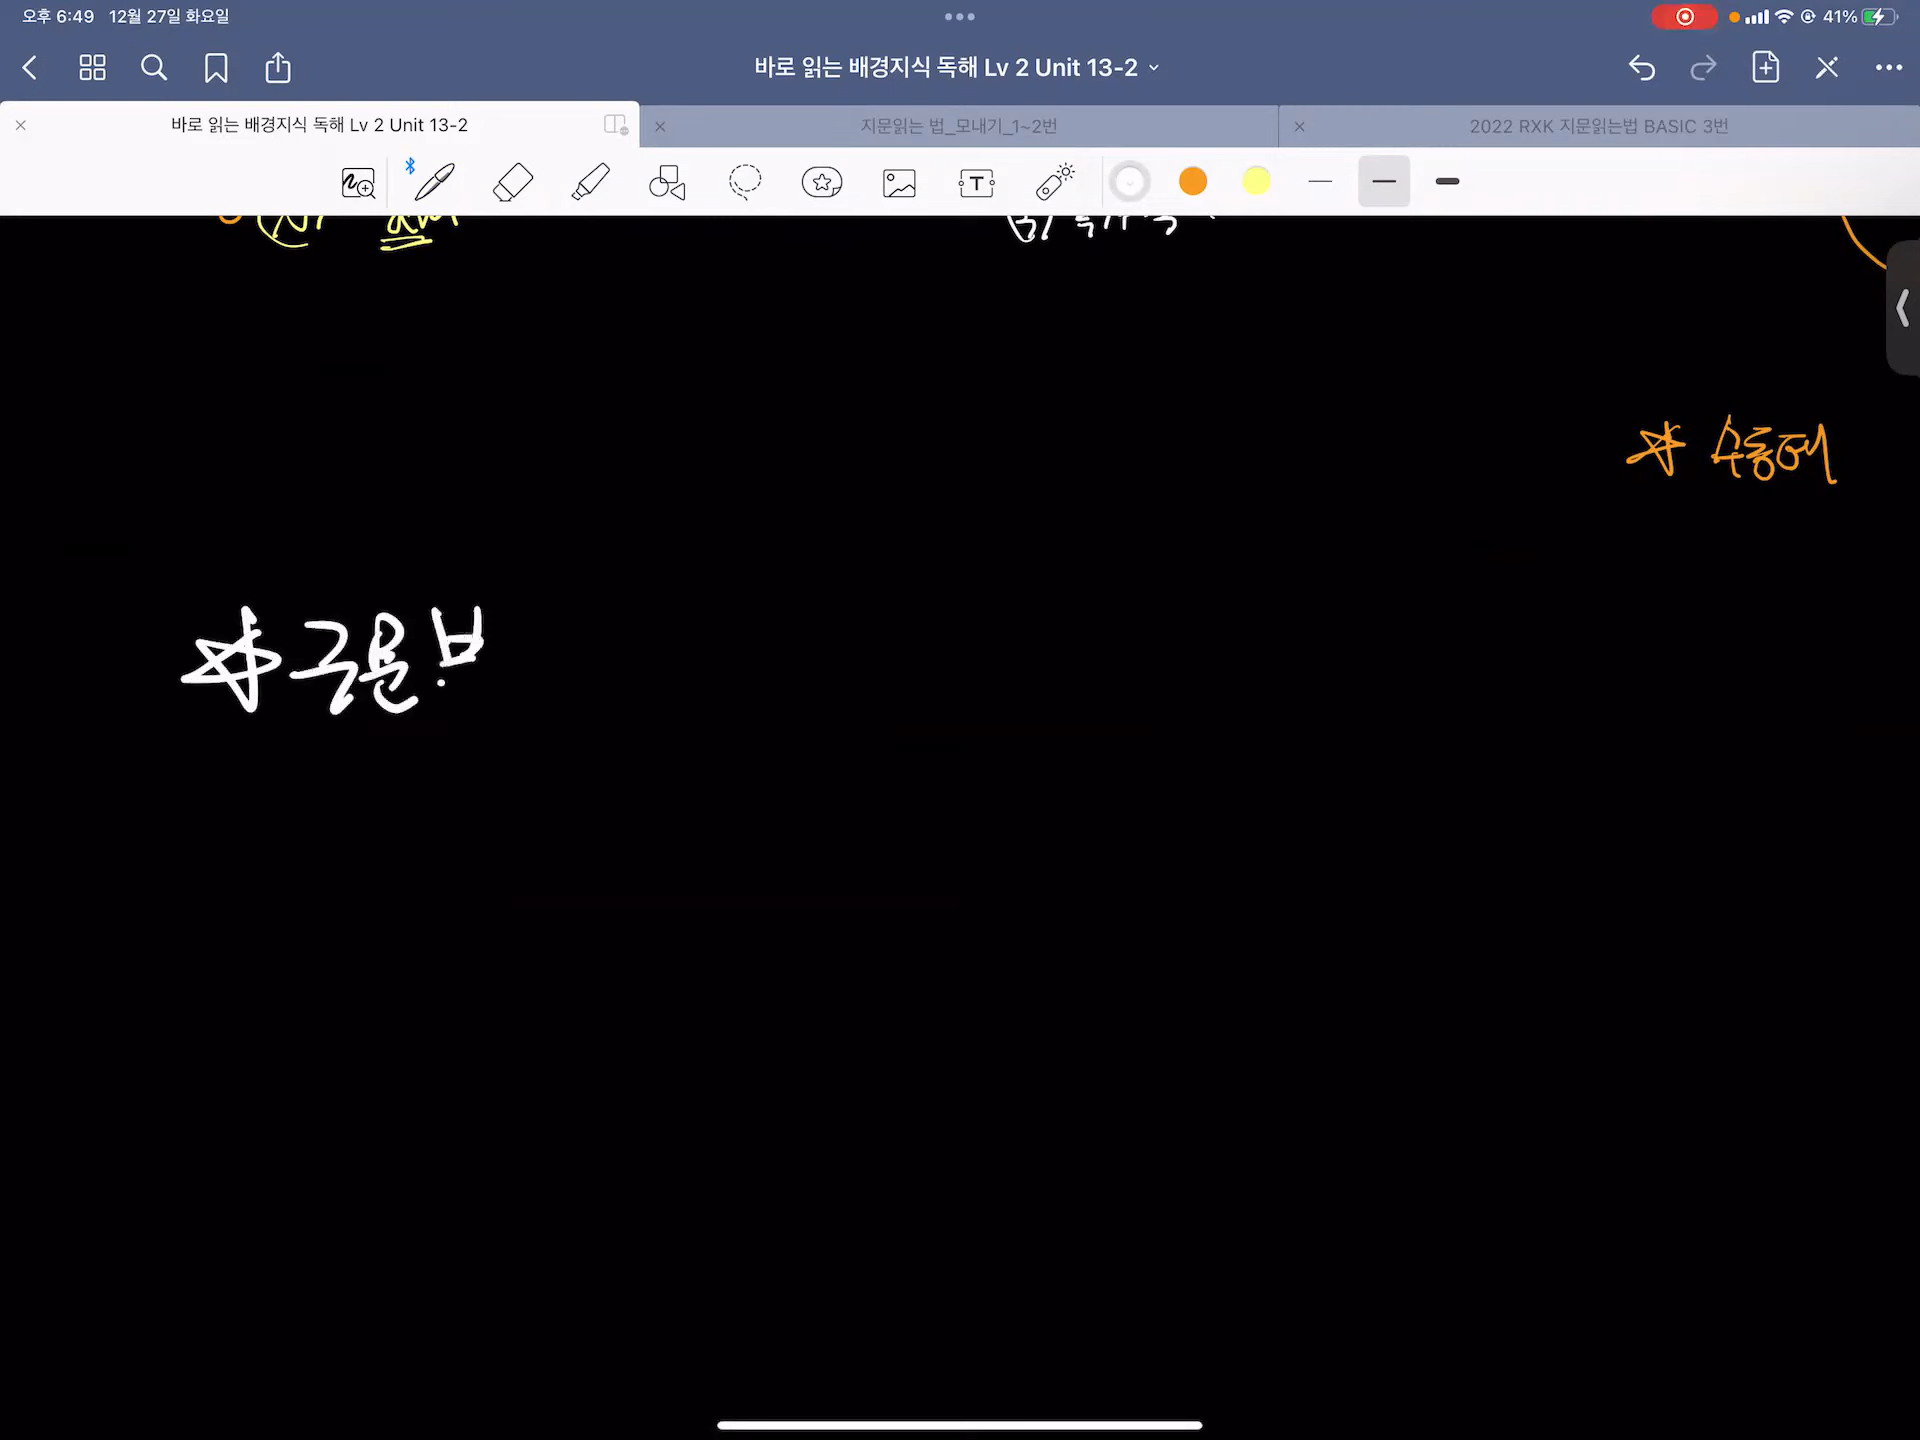 오후 6:49 12월 27일 화요일
41%
바로 읽는 배경지식 독해 Lv 2 Unit 13-2
바로 읽는 배경지식 독해 Lv 2 Unit 13-2
지문읽는 법_모내기_1~2번
2022 RXK 지문읽는법 BASIC 3번
T
수동태